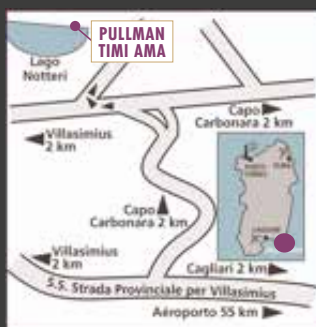 PULLMAN
TIMI AMA
Lago
Notteri
Capo
Carbonara 2 km
Villasimius
2 km
Capo
Carbonara 2 km
Villasimius
2 km
Cagliari 2 km
S.S. Strada Provinciale per Villasimius
Aéroporto 55 km